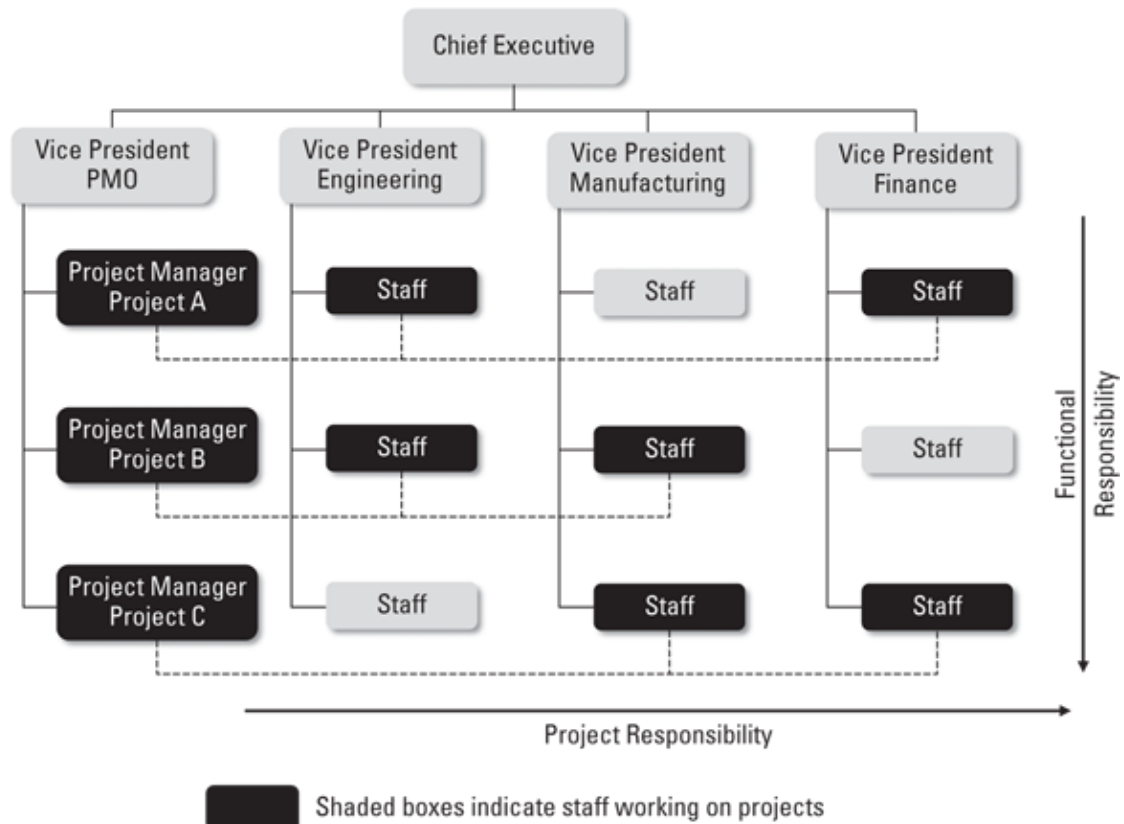 Chief Executive
Vice President
PMO
Vice President
Engineering
Vice President
Manufacturing
Vice President
Finance
Project Manager
Project A
Staff
Staff
Staff
Project Manager
Project B
Staff
Staff
Staff
Project Manager
Project C
Staff
Staff
Staff
Functional
Responsibility
Project Responsibility
Shaded boxes indicate staff working on projects